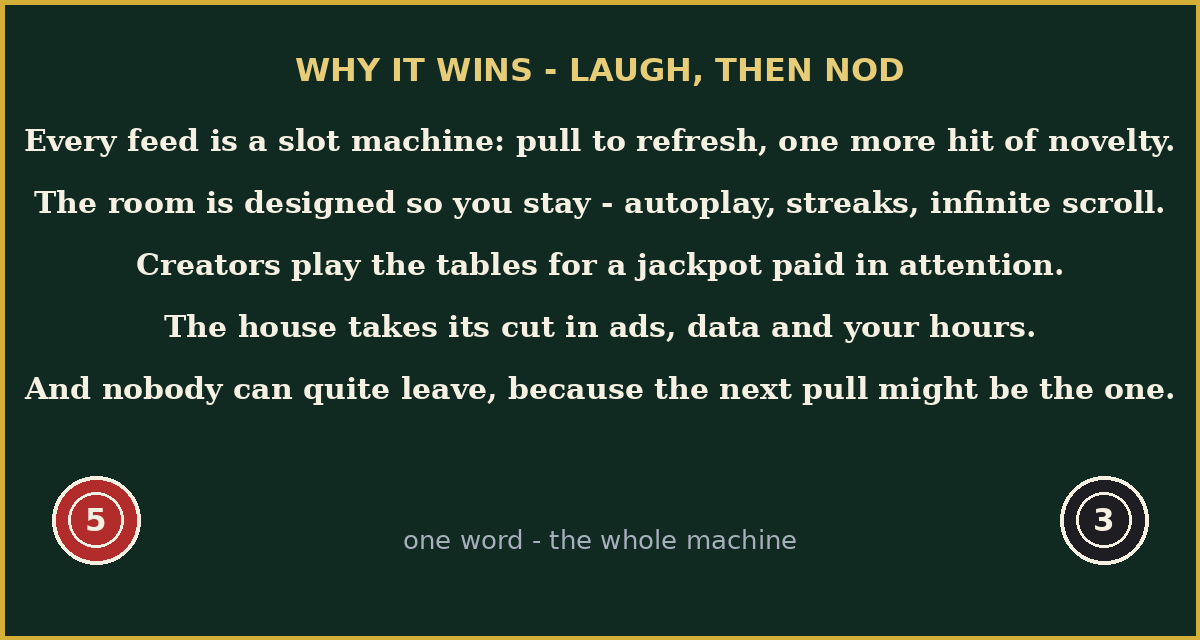 WHY IT WINS - LAUGH, THEN NOD
Every feed is a slot machine: pull to refresh, one more hit of novelty.
The room is designed so you stay - autoplay, streaks, infinite scroll.
Creators play the tables for a jackpot paid in attention.
The house takes its cut in ads, data and your hours.
And nobody can quite leave, because the next pull might be the one.
5
3
one word - the whole machine